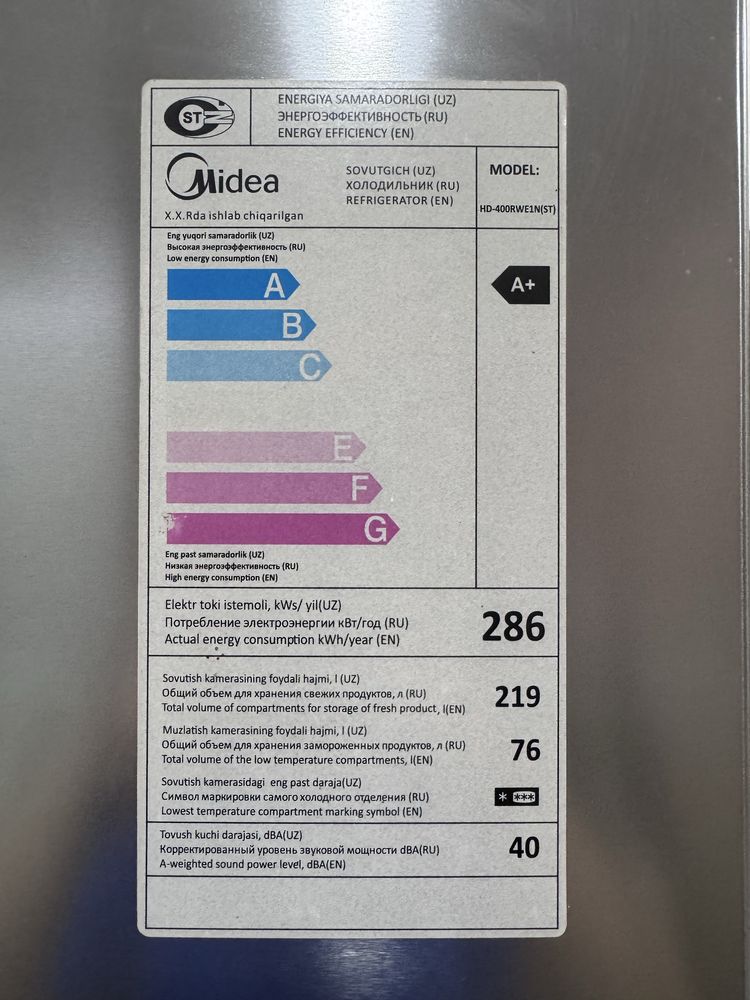 ST
ENERGIYA SAMARADORLIGI (UZ)
ЭНЕРГОЭФФЕКТИВНОСТЬ (RU)
ENERGY EFFICIENCY (EN)
Midea
X.X.Rda ishlab chiqarilgan
SOVUTGICH (UZ)
ХОЛОДИЛЬНИК (RU)
REFRIGERATOR (EN)
MODEL:
HD-400RWE1N(ST)
Eng yuqori samaradorlik (UZ)
Высокая энергоэффективность (RU)
Low energy consumption (EN)
A
A+
B
C
E
F
G
Eng past samaradorlik (UZ)
Низкая энергоэффективность (RU)
High energy consumption (EN)
Elektr toki istemoli, kWs/ yil(UZ)
Потребление электроэнергии кВт/год (RU)
Actual energy consumption kWh/year (EN)
286
Sovutish kamerasining foydali hajmi, l (UZ)
Общий объем для хранения свежих продуктов, л (RU)
Total volume of compartments for storage of fresh product, l(EN)
219
Muzlatish kamerasining foydali hajmi, l (UZ)
Общий объем для хранения замороженных продуктов, л (RU)
Total volume of the low temperature compartments, l(EN)
76
Sovutish kamerasidagi eng past daraja(UZ)
Символ маркировки самого холодного отделения (RU)
Lowest temperature compartment marking symbol (EN)
* ***
Tovush kuchi darajasi, dBA(UZ)
Корректированный уровень звуковой мощности dBA(RU)
A-weighted sound power level, dBA(EN)
40